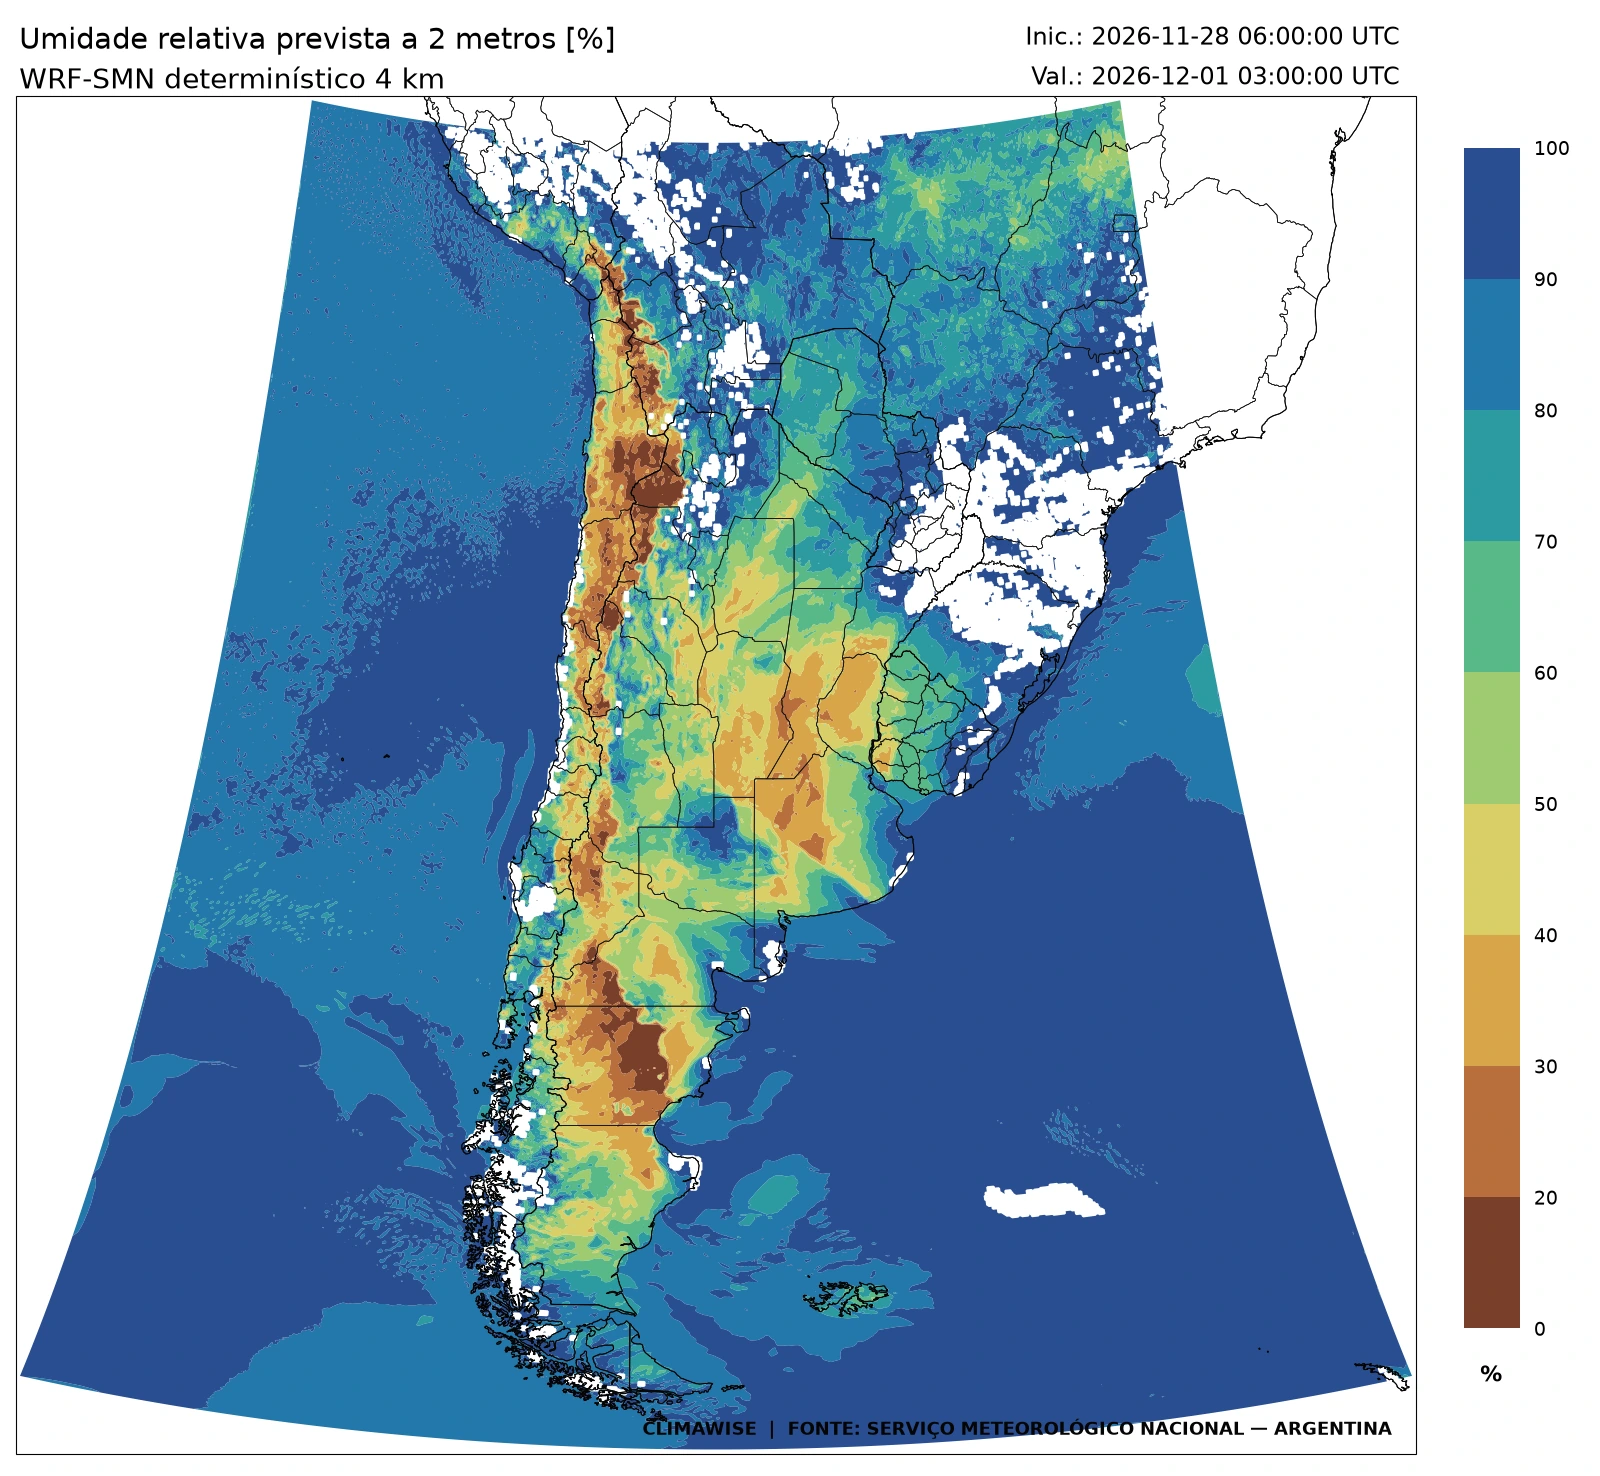 Umidade relativa prevista a 2 metros [%]
WRF-SMN determinístico 4 km
Inic.: 2026-11-28 06:00:00 UTC
Val.: 2026-12-01 03:00:00 UTC
100
90
80
70
60
50
40
30
20
0
%
CLIMAWISE | FONTE: SERVIÇO METEOROLÓGICO NACIONAL — ARGENTINA